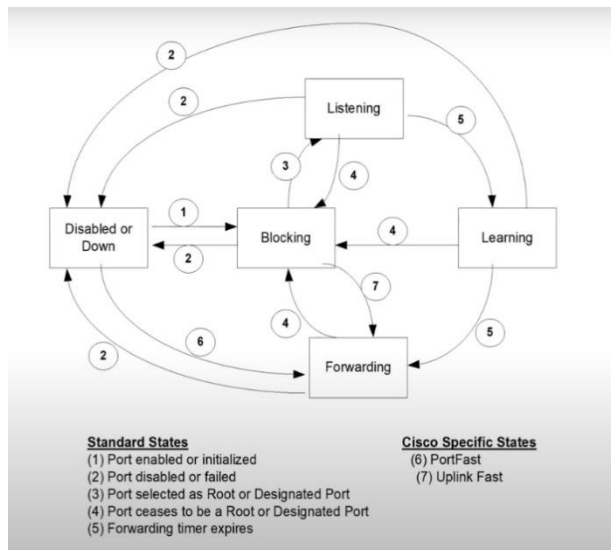 2
2
Listening
5
3
4
1
Disabled or
Down
Blocking
4
Learning
2
7
4
6
5
2
Forwarding
Standard States
(1) Port enabled or initialized
(2) Port disabled or failed
(3) Port selected as Root or Designated Port
(4) Port ceases to be a Root or Designated Port
(5) Forwarding timer expires
Cisco Specific States
(6) PortFast
(7) Uplink Fast